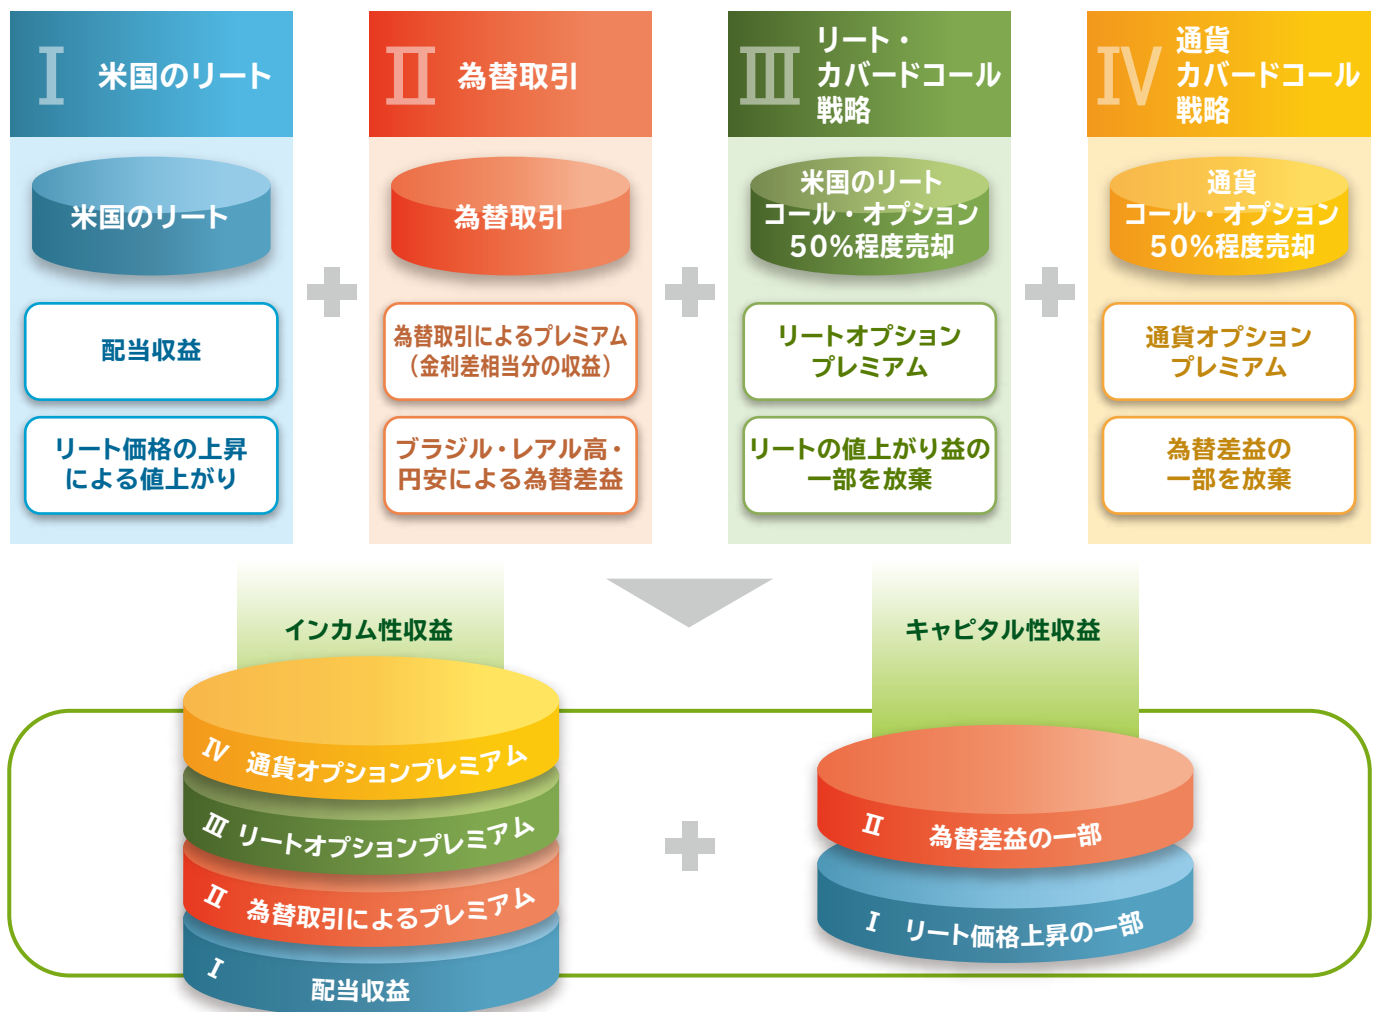 I 米国のリート
II 為替取引
III リート・
カバードコール
戦略
IV 通貨
カバードコール
戦略
米国のリート
為替取引
米国のリート
コール・オプション
50%程度売却
通貨
コール・オプション
50%程度売却
配当収益
為替取引によるプレミアム
（金利差相当分の収益）
リートオプション
プレミアム
通貨オプション
プレミアム
リート価格の上昇
による値上がり
ブラジル・レアル高・
円安による為替差益
リートの値上がり益の
一部を放棄
為替差益の
一部を放棄
インカム性収益
キャピタル性収益
IV 通貨オプションプレミアム
III リートオプションプレミアム
II 為替取引によるプレミアム
I 配当収益
II 為替差益の一部
I リート価格上昇の一部